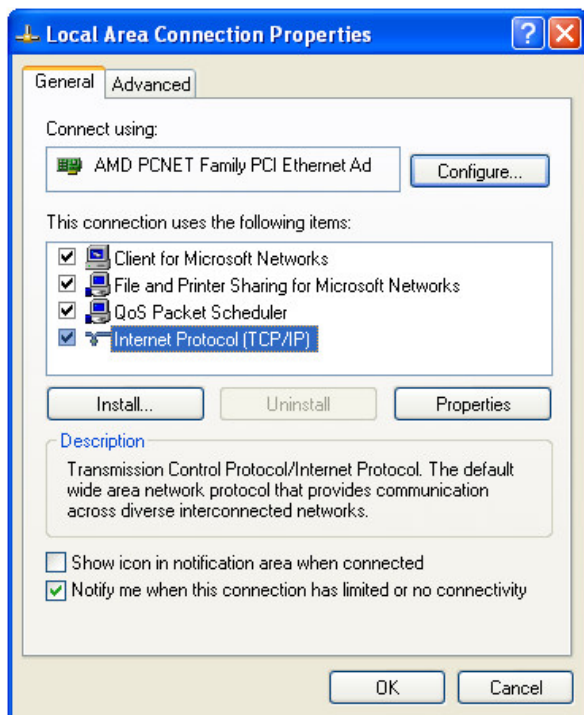 Local Area Connection Properties
General
Advanced
Connect using:
AMD PCNET Family PCI Ethernet Ad
Configure...
This connection uses the following items:
Client for Microsoft Networks
File and Printer Sharing for Microsoft Networks
QoS Packet Scheduler
Internet Protocol (TCP/IP)
Install...
Uninstall
Properties
Description
Transmission Control Protocol/Internet Protocol. The default
wide area network protocol that provides communication
across diverse interconnected networks.
Show icon in notification area when connected
Notify me when this connection has limited or no connectivity
OK
Cancel